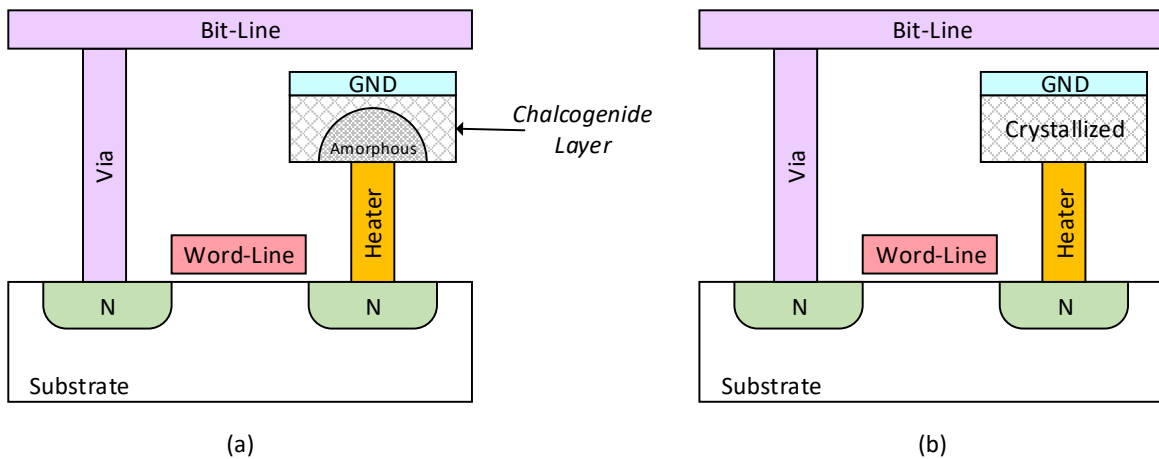 Bit-Line
GND
Chalcogenide
Layer
Amorphous
Via
Heater
Word-Line
N
N
Substrate
(a)
Bit-Line
GND
Crystallized
Via
Heater
Word-Line
N
N
Substrate
(b)